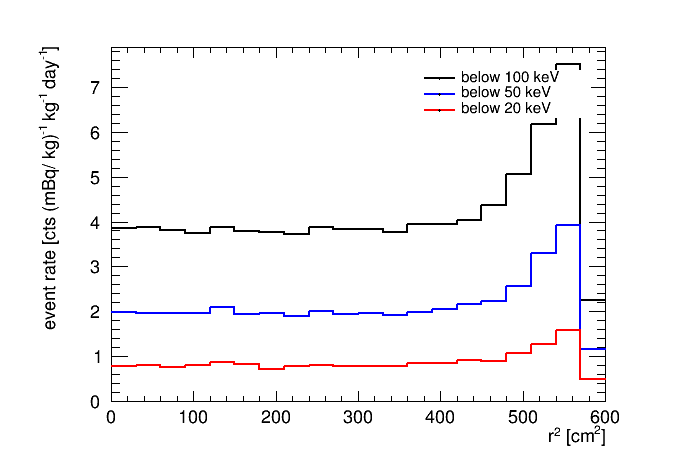 event rate [cts (mBq/ kg)⁻¹ kg⁻¹ day⁻¹]
7
6
5
4
3
2
1
0
below 100 keV
below 50 keV
below 20 keV
0 100 200 300 400 500 600
r² [cm²]